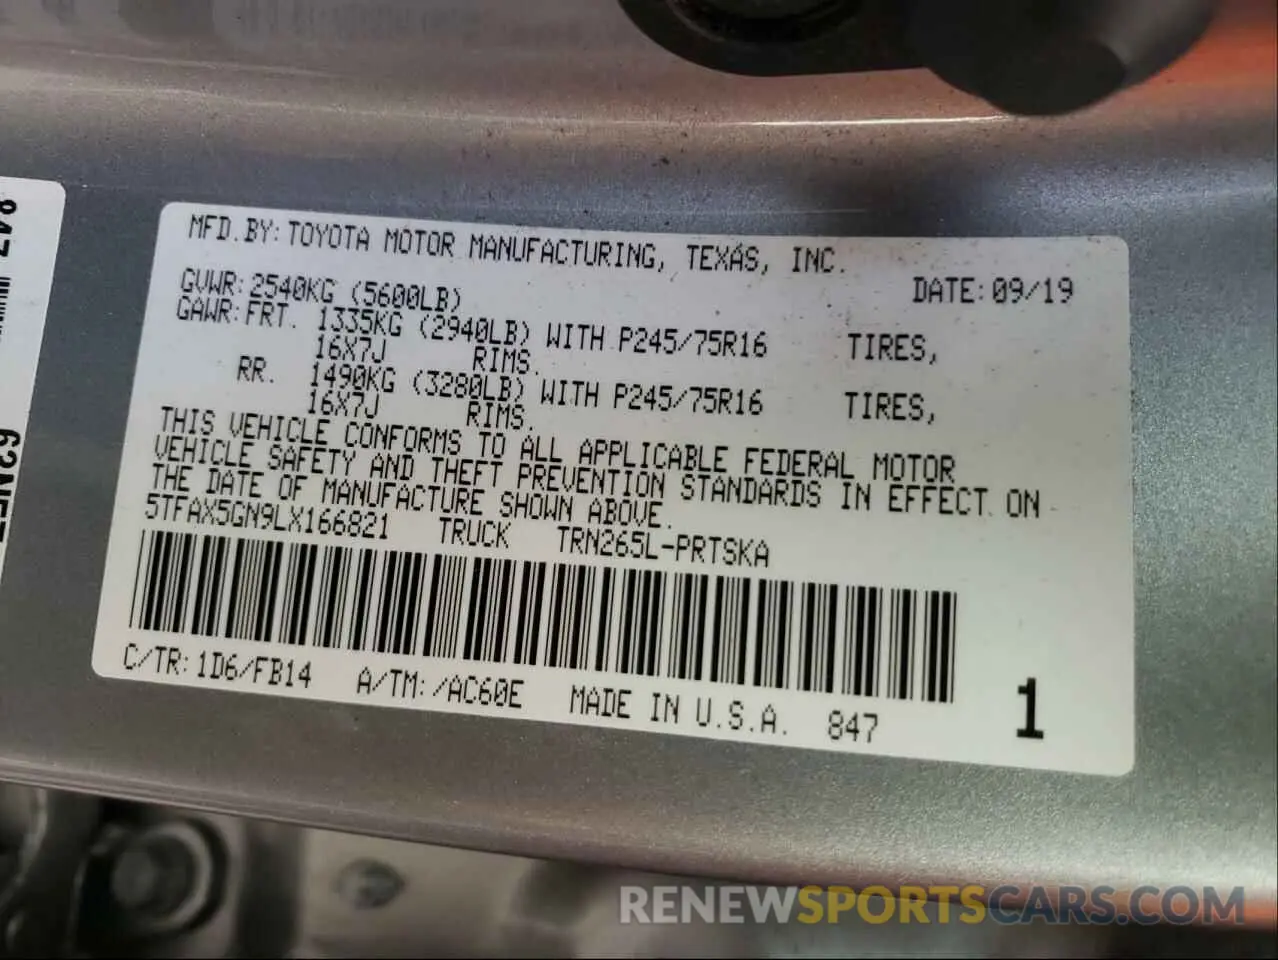 MFD.BY:TOYOTA MOTOR MANUFACTURING, TEXAS, INC.
GVWR:2540KG (5600LB) DATE:09/19
GAWR:FRT. 1335KG (2940LB) WITH P245/75R16 TIRES,
16X7J RIMS.
RR. 1490KG (3280LB) WITH P245/75R16 TIRES,
16X7J RIMS.
THIS VEHICLE CONFORMS TO ALL APPLICABLE FEDERAL MOTOR
VEHICLE SAFETY AND THEFT PREVENTION STANDARDS IN EFFECT ON
THE DATE OF MANUFACTURE SHOWN ABOVE.
5TFAX5GN9LX166821 TRUCK TRN265L-PRTSKA
C/TR:1D6/FB14 A/TM:/AC60E MADE IN U.S.A. 847 1
847
RENEWSPORTSCARS.COM